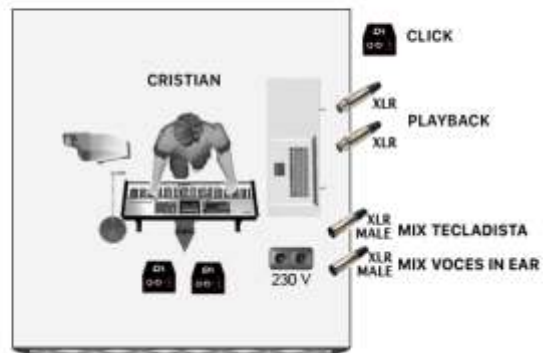 CLICK
CRISTIAN
XLR
PLAYBACK
XLR
XLR
MALE MIX TECLADISTA
XLR
MALE MIX VOCES IN EAR
230 V